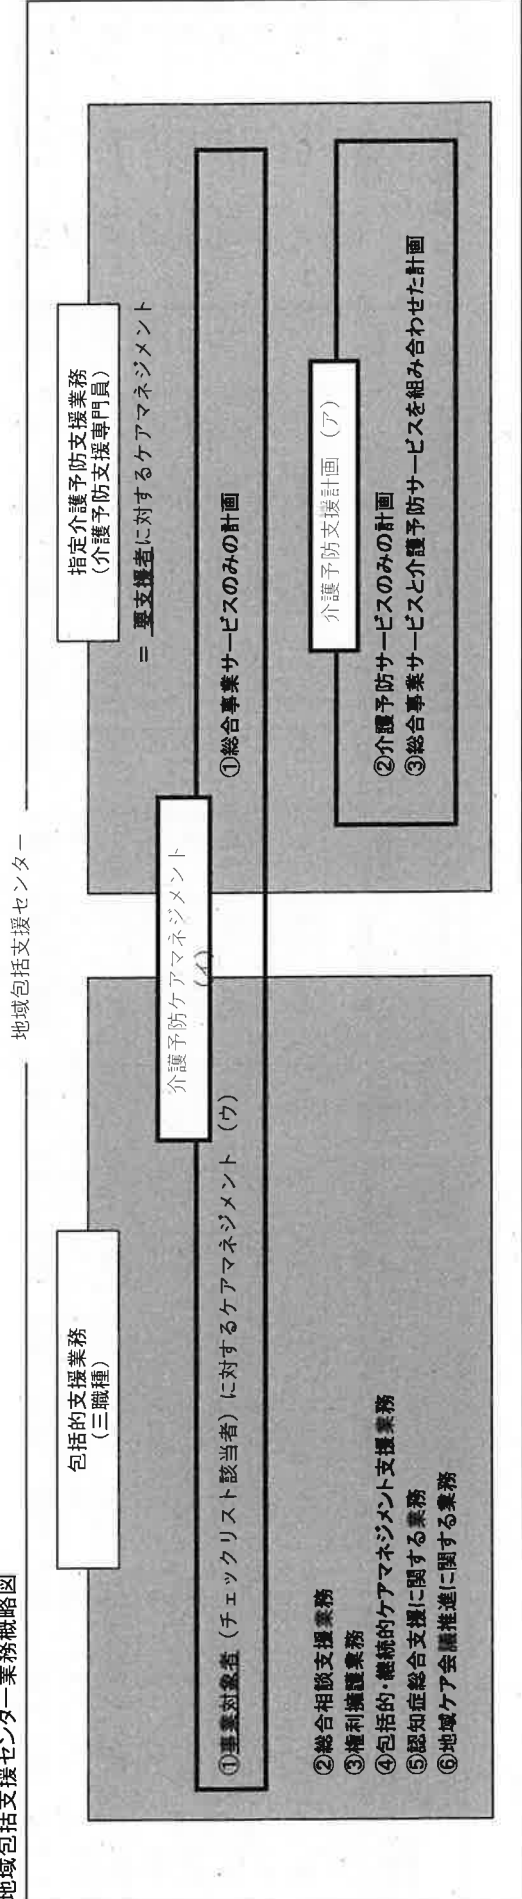 地域包括支援センター業務概略図
地域包括支援センター
包括的支援業務
(三職種)
介護予防ケアマネジメント
(イ)
①事業対象者(チェックリスト該当者)に対するケアマネジメント(ウ)
②総合相談支援業務
③権利擁護業務
④包括的・継続的ケアマネジメント支援業務
⑤認知症総合支援に関する業務
⑥地域ケア会議推進に関する業務
指定介護予防支援業務
(介護予防支援専門員)
= 要支援者に対するケアマネジメント
①総合事業サービスのみの計画
介護予防支援計画(ア)
②介護予防サービスのみの計画
③総合事業サービスと介護予防サービスを組み合わせた計画